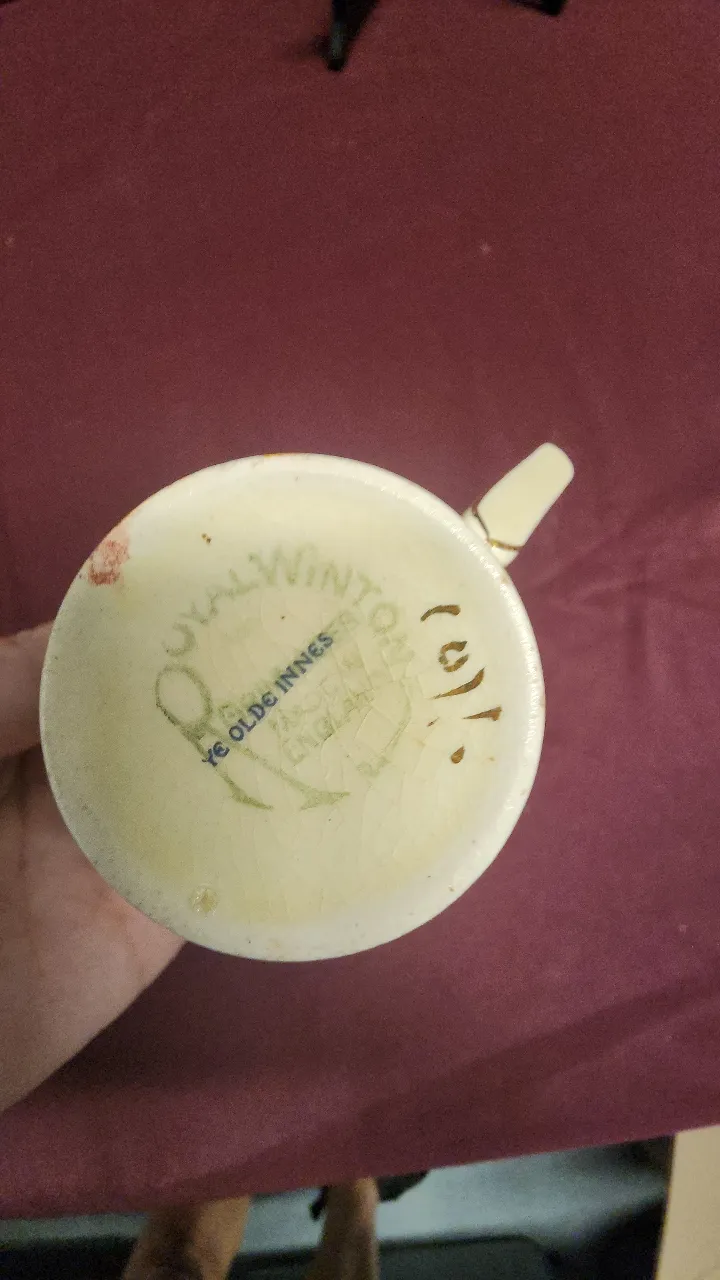 ROYAL WINTON
YE OLDE INNES
MADE IN
ENGLAND